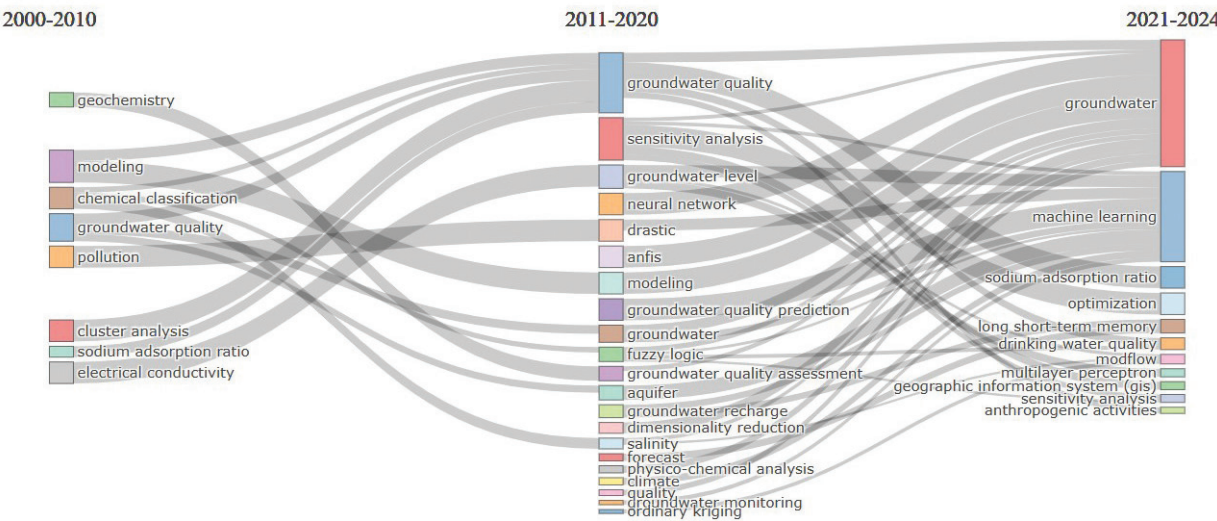 2000-2010
2011-2020
2021-2024
geochemistry
modeling
chemical classification
groundwater quality
pollution
cluster analysis
sodium adsorption ratio
electrical conductivity
groundwater quality
sensitivity analysis
groundwater level
neural network
drastic
anfis
modeling
groundwater quality prediction
groundwater
fuzzy logic
groundwater quality assessment
aquifer
groundwater recharge
dimensionality reduction
salinity
forecast
physico-chemical analysis
climate
quality
groundwater monitoring
ordinary kriging
groundwater
machine learning
sodium adsorption ratio
optimization
long short-term memory
drinking water quality
modflow
multilayer perceptron
geographic information system (gis)
sensitivity analysis
anthropogenic activities